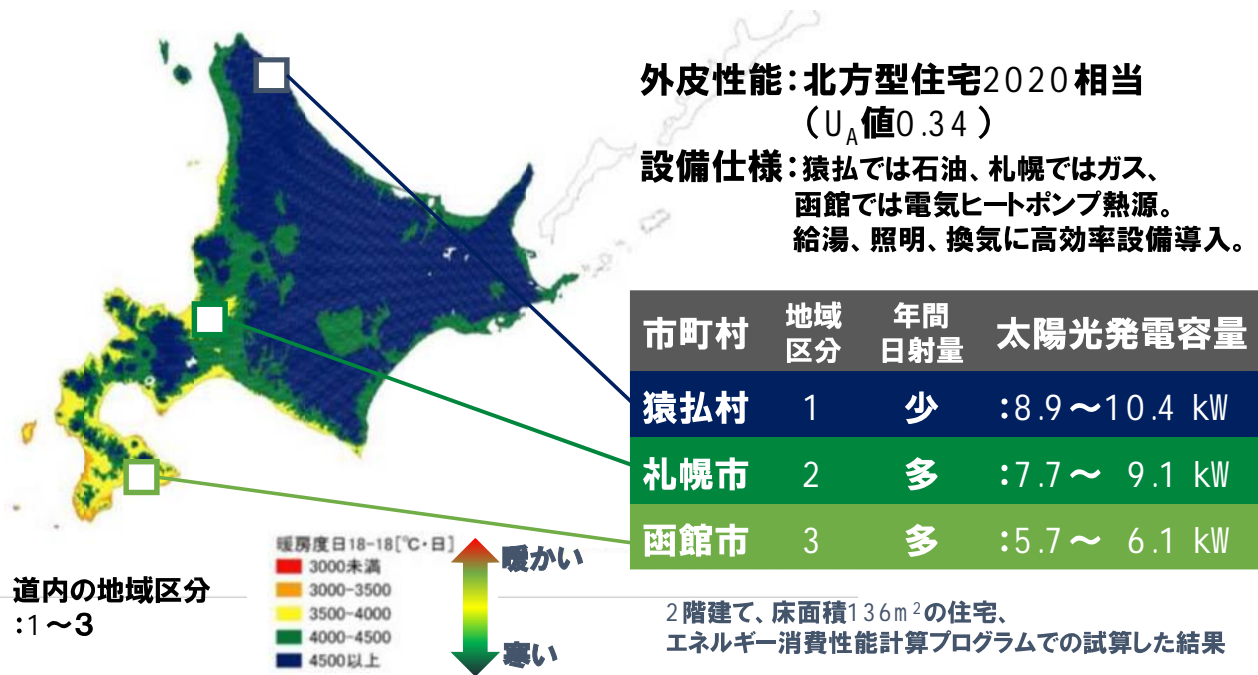 外皮性能：北方型住宅2020相当
（UA値0.34）
設備仕様：猿払では石油、札幌ではガス、
函館では電気ヒートポンプ熱源。
給湯、照明、換気に高効率設備導入。
市町村 地域区分 年間日射量 太陽光発電容量
猿払村 1 少 ：8.9～10.4 kW
札幌市 2 多 ：7.7～ 9.1 kW
函館市 3 多 ：5.7～ 6.1 kW
暖房度日18-18[℃・日]
3000未満
3000-3500
3500-4000
4000-4500
4500以上
暖かい
寒い
道内の地域区分
：1～3
2階建て、床面積136m²の住宅、
エネルギー消費性能計算プログラムでの試算した結果